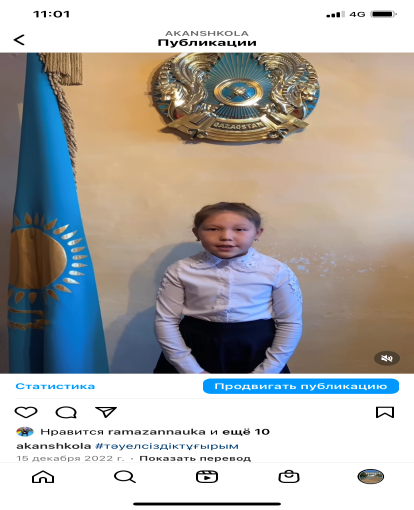 11:01
4G
AKANSHKOLA
Публикации
QAZAQSTAN
Статистика
Продвигать публикацию
Нравится ramazannauka и ещё 10
akanshkola #тәуелсіздіктұғырым
15 декабря 2022 г. · Показать перевод